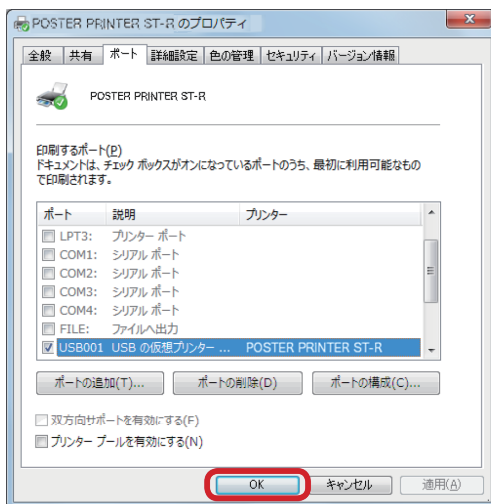 POSTER PRINTER ST-R のプロパティ
全般 共有 ポート 詳細設定 色の管理 セキュリティ バージョン情報
POSTER PRINTER ST-R
印刷するポート(P)
ドキュメントは、チェック ボックスがオンになっているポートのうち、最初に利用可能なもの
で印刷されます。
ポート 説明 プリンター
LPT3: プリンター ポート
COM1: シリアル ポート
COM2: シリアル ポート
COM3: シリアル ポート
COM4: シリアル ポート
FILE: ファイルへ出力
USB001 USB の仮想プリンター ... POSTER PRINTER ST-R
ポートの追加(T)... ポートの削除(D) ポートの構成(C)...
双方向サポートを有効にする(F)
プリンター プールを有効にする(N)
OK キャンセル 適用(A)